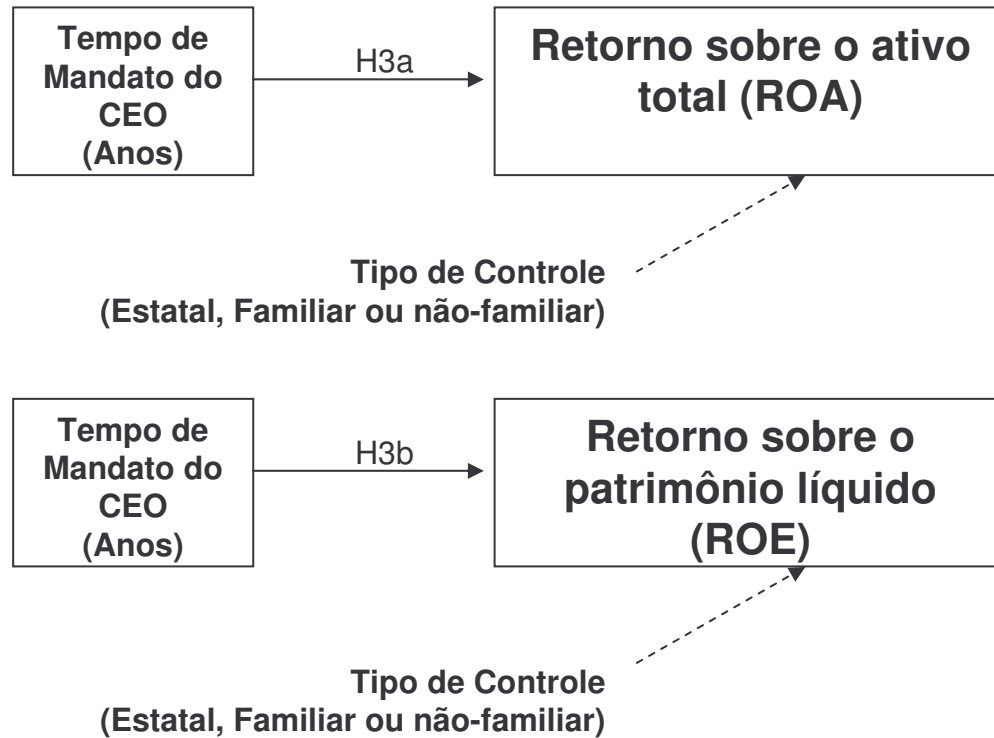 Tempo de
Mandato do
CEO
(Anos)
H3a
Retorno sobre o ativo
total (ROA)
Tipo de Controle
(Estatal, Familiar ou não-familiar)
Tempo de
Mandato do
CEO
(Anos)
H3b
Retorno sobre o
patrimônio líquido
(ROE)
Tipo de Controle
(Estatal, Familiar ou não-familiar)